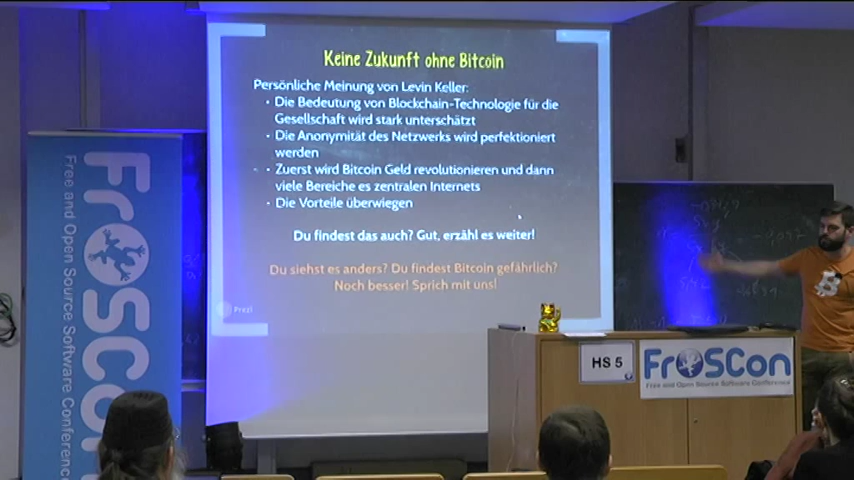 Keine Zukunft ohne Bitcoin
Persönliche Meinung von Levin Keller:
• Die Bedeutung von Blockchain-Technologie für die
Gesellschaft wird stark unterschätzt
• Die Anonymität des Netzwerks wird perfektioniert
werden
• Zuerst wird Bitcoin Geld revolutionieren und dann
viele Bereiche es zentralen Internets
• Die Vorteile überwiegen
Du findest das auch? Gut, erzähl es weiter!
Du siehst es anders? Du findest Bitcoin gefährlich?
Noch besser! Sprich mit uns!
Prezi
FrOSCon
Free and Open Source Software Conferenc
HS 5
FrOSCon
Free and Open Source Software Conference